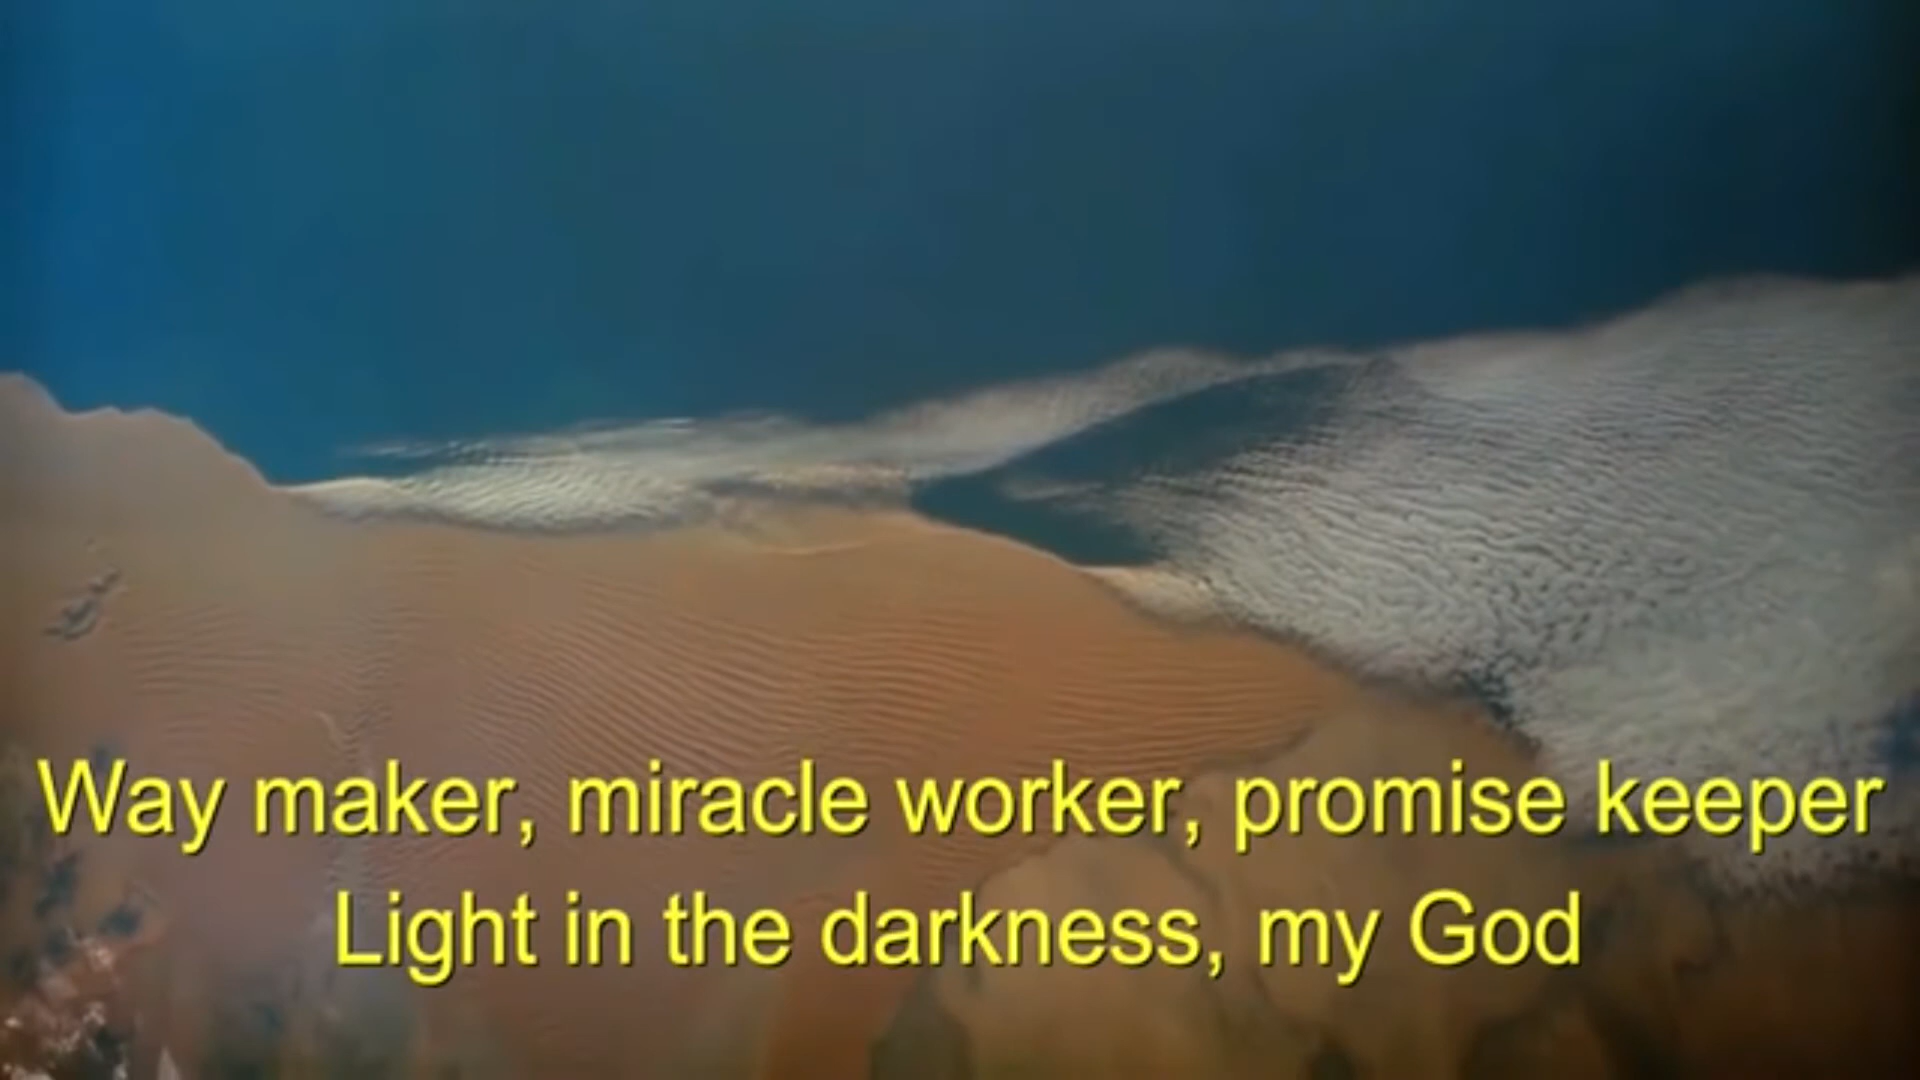 Way maker, miracle worker, promise keeper
Light in the darkness, my God